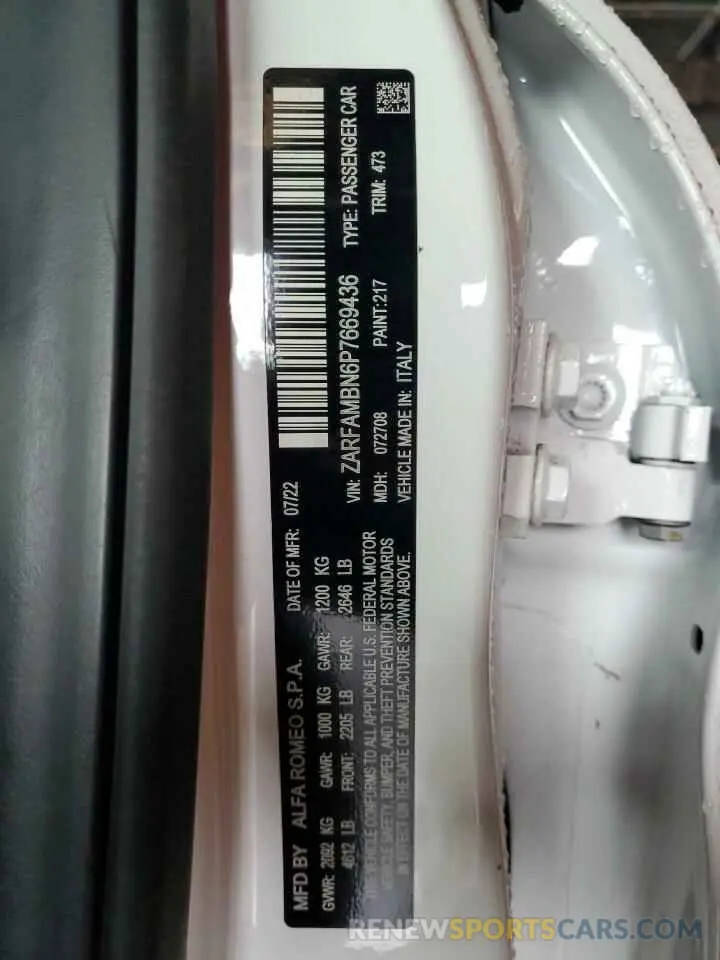 MFD BY ALFA ROMEO S.P.A. DATE OF MFR: 07/22
GVWR: 2092 KG GAWR: 1000 KG GAWR: 1200 KG
4612 LB FRONT: 2205 LB REAR: 2646 LB
THIS VEHICLE CONFORMS TO ALL APPLICABLE U.S. FEDERAL MOTOR
VEHICLE SAFETY, BUMPER, AND THEFT PREVENTION STANDARDS
IN EFFECT ON THE DATE OF MANUFACTURE SHOWN ABOVE.
VIN: ZARFAMBN6P7669436 TYPE: PASSENGER CAR
MDH: 072708 PAINT:217 TRIM: 473
VEHICLE MADE IN: ITALY
RENEWSPORTSCARS.COM